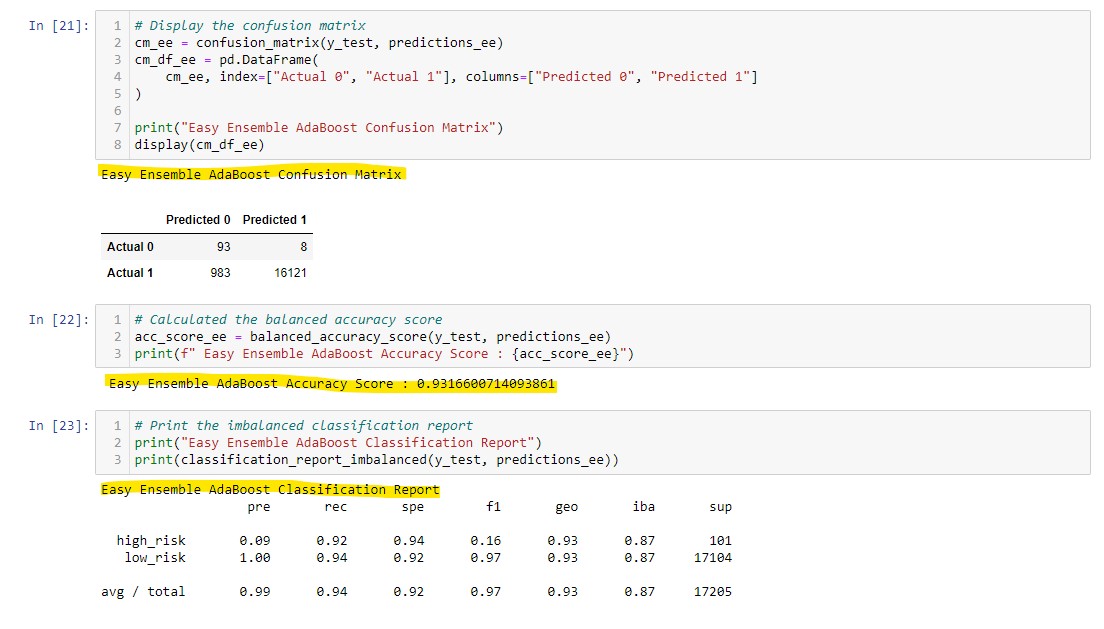 In [21]:
1 # Display the confusion matrix
2 cm_ee = confusion_matrix(y_test, predictions_ee)
3 cm_df_ee = pd.DataFrame(
4     cm_ee, index=["Actual 0", "Actual 1"], columns=["Predicted 0", "Predicted 1"]
5 )
6
7 print("Easy Ensemble AdaBoost Confusion Matrix")
8 display(cm_df_ee)
Easy Ensemble AdaBoost Confusion Matrix
Predicted 0 Predicted 1
Actual 0 93 8
Actual 1 983 16121
In [22]:
1 # Calculated the balanced accuracy score
2 acc_score_ee = balanced_accuracy_score(y_test, predictions_ee)
3 print(f" Easy Ensemble AdaBoost Accuracy Score : {acc_score_ee}")
Easy Ensemble AdaBoost Accuracy Score : 0.9316600714093861
In [23]:
1 # Print the imbalanced classification report
2 print("Easy Ensemble AdaBoost Classification Report")
3 print(classification_report_imbalanced(y_test, predictions_ee))
Easy Ensemble AdaBoost Classification Report
pre rec spe f1 geo iba sup
high_risk 0.09 0.92 0.94 0.16 0.93 0.87 101
low_risk 1.00 0.94 0.92 0.97 0.93 0.87 17104
avg / total 0.99 0.94 0.92 0.97 0.93 0.87 17205